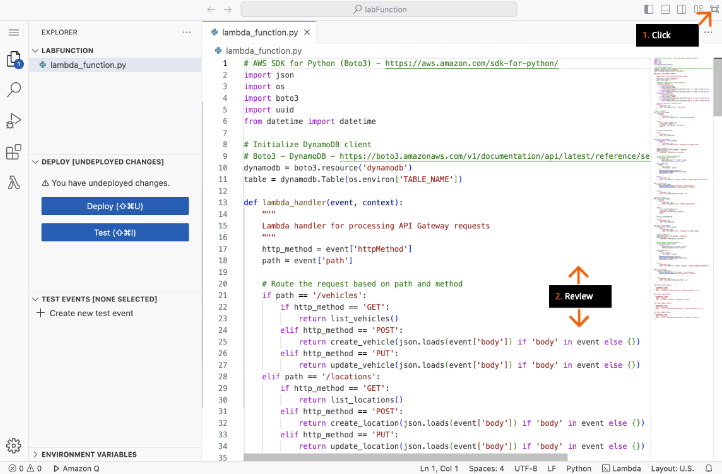 labFunction
EXPLORER
LABFUNCTION
lambda_function.py
1
DEPLOY [UNDEPLOYED CHANGES]
You have undeployed changes.
Deploy (⇧⌘U)
Test (⇧⌘I)
TEST EVENTS [NONE SELECTED]
Create new test event
ENVIRONMENT VARIABLES
lambda_function.py
1. Click
lambda_function.py
1 # AWS SDK for Python (Boto3) - https://aws.amazon.com/sdk-for-python/
2 import json
3 import os
4 import boto3
5 import uuid
6 from datetime import datetime
7
8 # Initialize DynamoDB client
9 # Boto3 - DynamoDB - https://boto3.amazonaws.com/v1/documentation/api/latest/reference/se
10 dynamodb = boto3.resource('dynamodb')
11 table = dynamodb.Table(os.environ['TABLE_NAME'])
12
13 def lambda_handler(event, context):
14 """
15 Lambda handler for processing API Gateway requests
16 """
17 http_method = event['httpMethod']
18 path = event['path']
19
20 # Route the request based on path and method
21 if path == '/vehicles':
22 if http_method == 'GET':
23 return list_vehicles()
24 elif http_method == 'POST':
25 return create_vehicle(json.loads(event['body']) if 'body' in event else {})
26 elif http_method == 'PUT':
27 return update_vehicle(json.loads(event['body']) if 'body' in event else {})
28 elif path == '/locations':
29 if http_method == 'GET':
30 return list_locations()
31 elif http_method == 'POST':
32 return create_location(json.loads(event['body']) if 'body' in event else {})
33 elif http_method == 'PUT':
34 return update_location(json.loads(event['body']) if 'body' in event else {})
35
2. Review
0 0 Amazon Q Ln 1, Col 1 Spaces: 4 UTF-8 LF Python Lambda Layout: U.S.